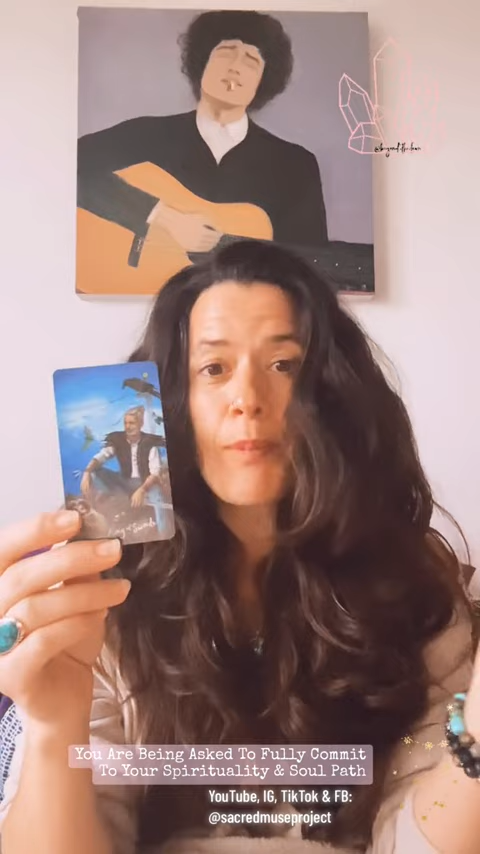 King of Swords
You Are Being Asked To Fully Commit
To Your Spirituality & Soul Path
YouTube, IG, TikTok & FB:
@sacredmuseproject